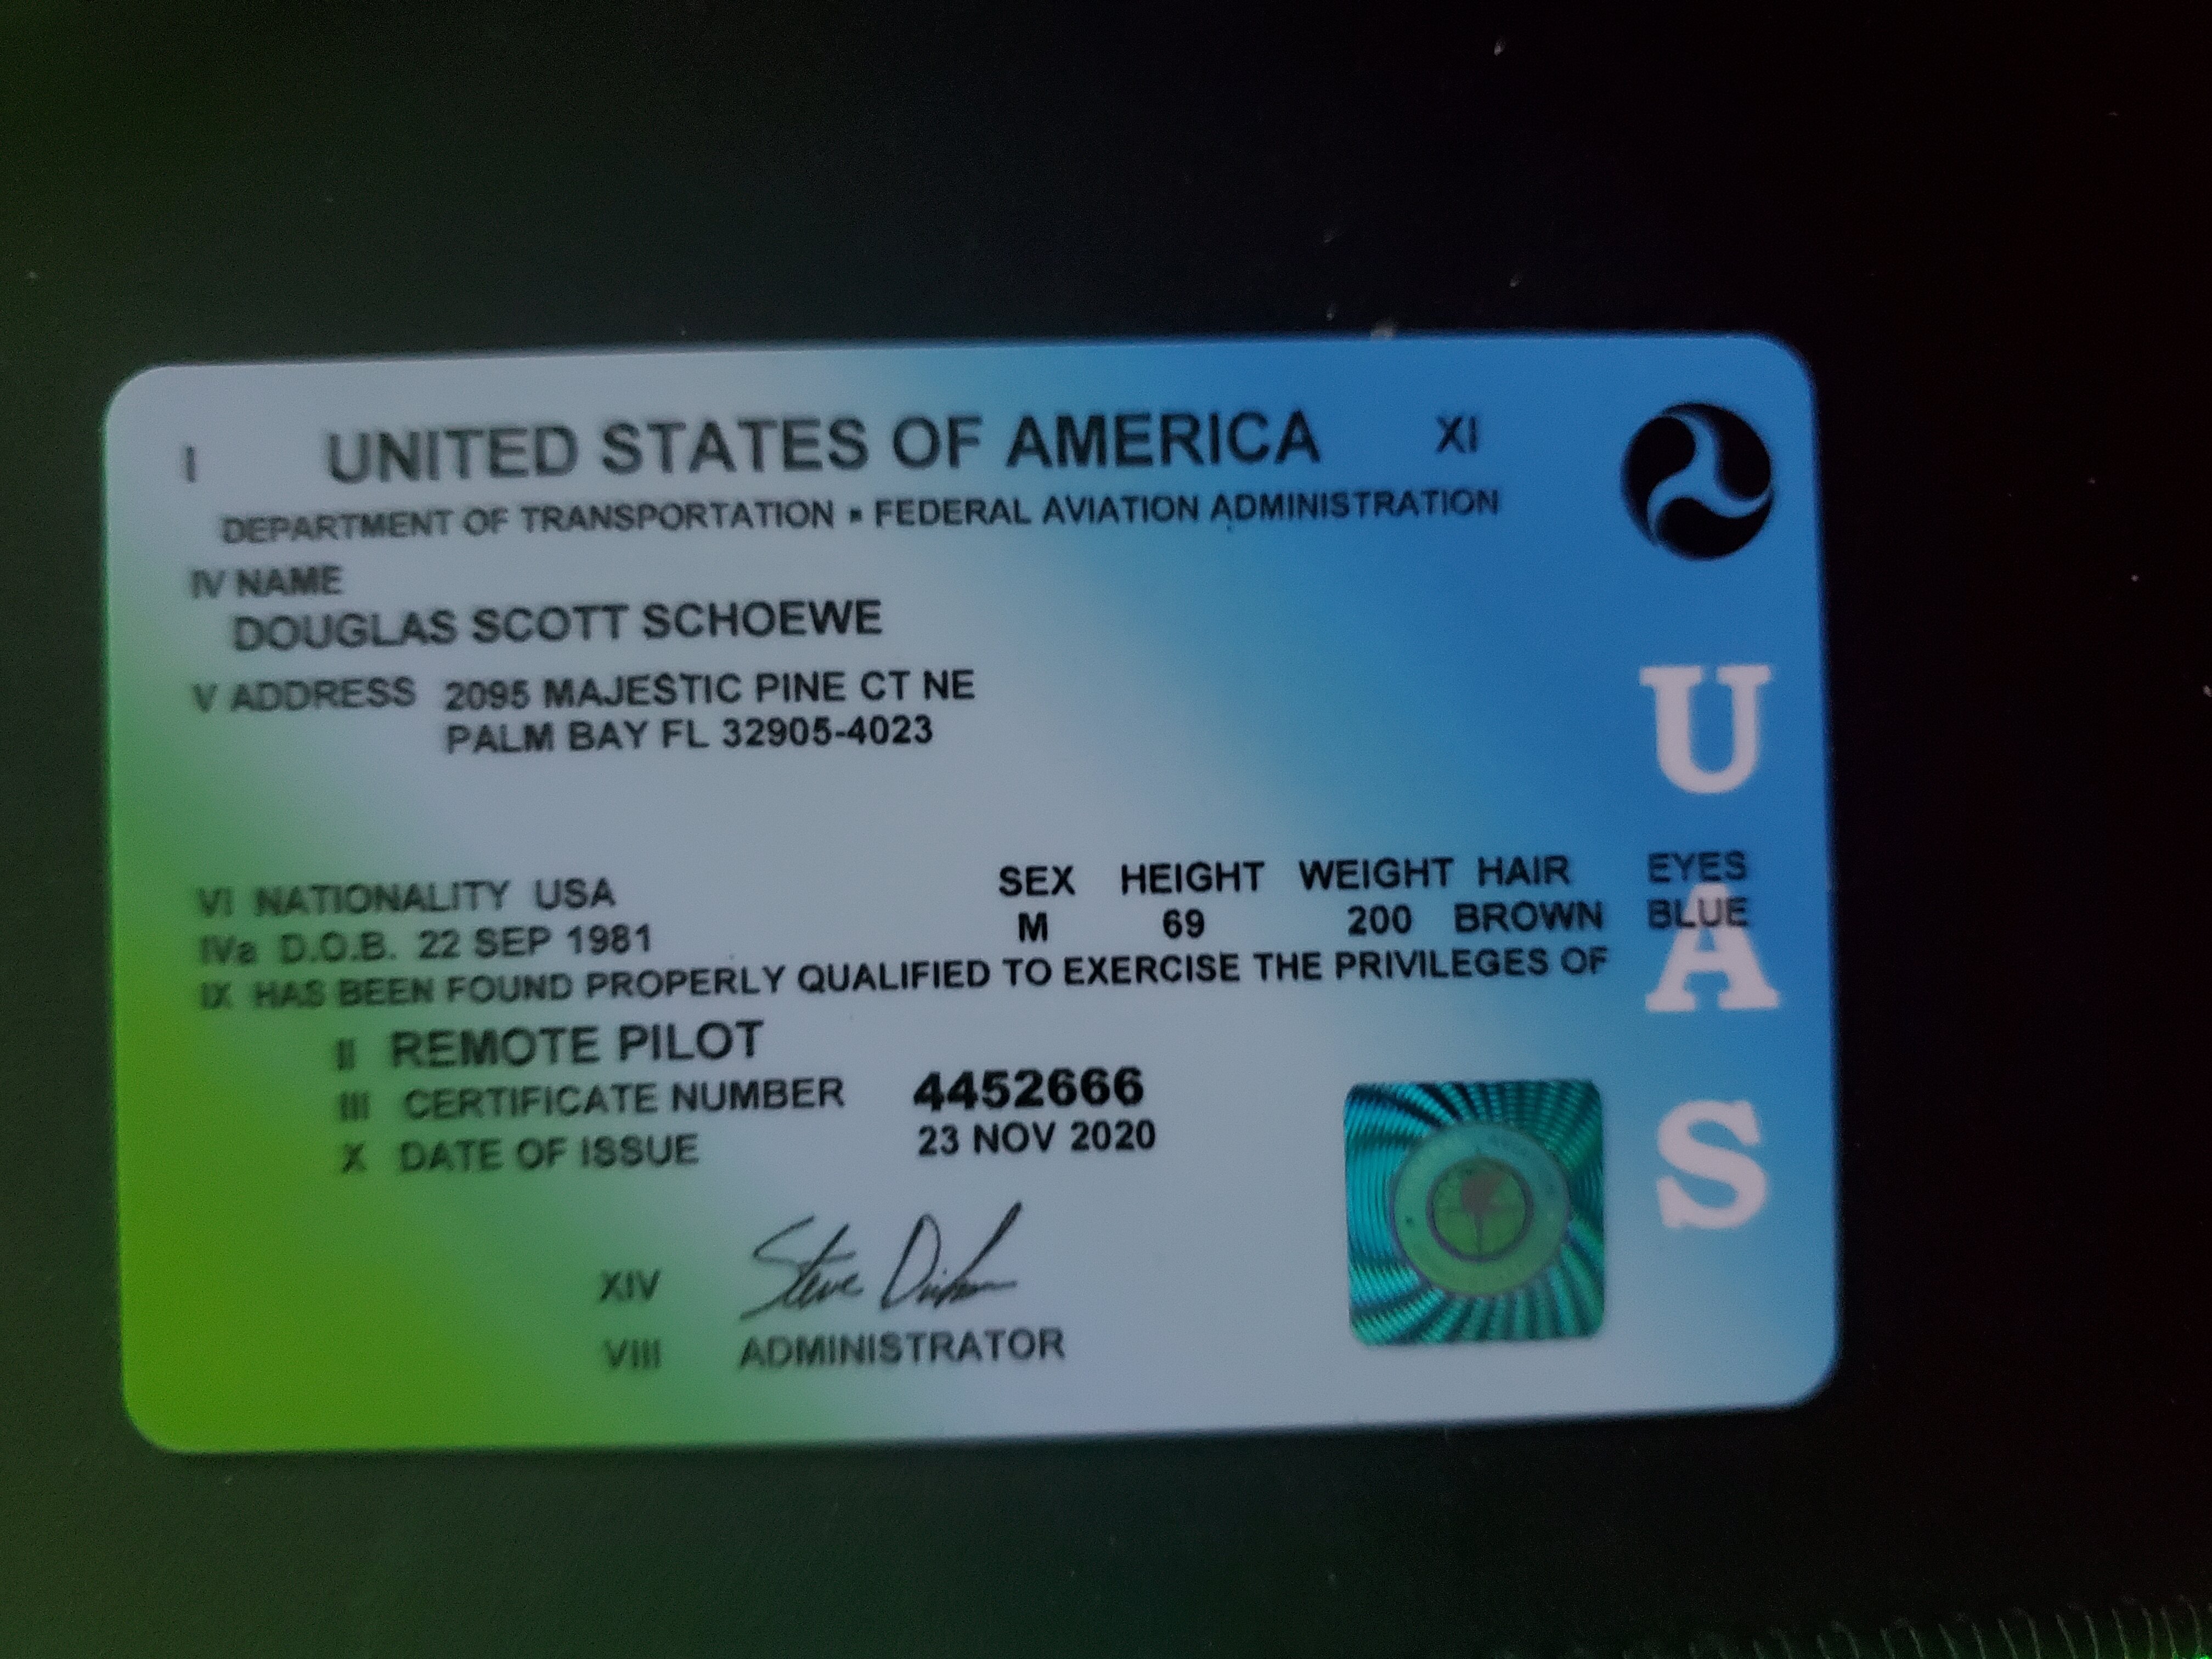 I UNITED STATES OF AMERICA XI
DEPARTMENT OF TRANSPORTATION ▪ FEDERAL AVIATION ADMINISTRATION
IV NAME
DOUGLAS SCOTT SCHOEWE
V ADDRESS 2095 MAJESTIC PINE CT NE
PALM BAY FL 32905-4023
VI NATIONALITY USA SEX HEIGHT WEIGHT HAIR EYES
IVa D.O.B. 22 SEP 1981 M 69 200 BROWN BLUE
IX HAS BEEN FOUND PROPERLY QUALIFIED TO EXERCISE THE PRIVILEGES OF
II REMOTE PILOT
III CERTIFICATE NUMBER 4452666
X DATE OF ISSUE 23 NOV 2020
XIV Steve Dickson
VIII ADMINISTRATOR
UAS